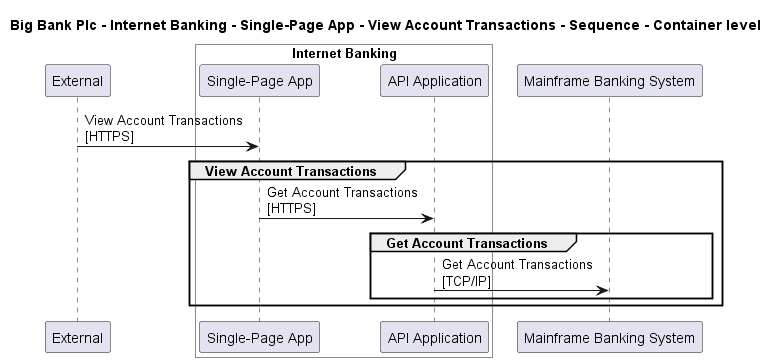 Big Bank Plc - Internet Banking - Single-Page App - View Account Transactions - Sequence - Container level
Internet Banking
External
Single-Page App
API Application
Mainframe Banking System
View Account Transactions
[HTTPS]
View Account Transactions
Get Account Transactions
[HTTPS]
Get Account Transactions
Get Account Transactions
[TCP/IP]
External
Single-Page App
API Application
Mainframe Banking System